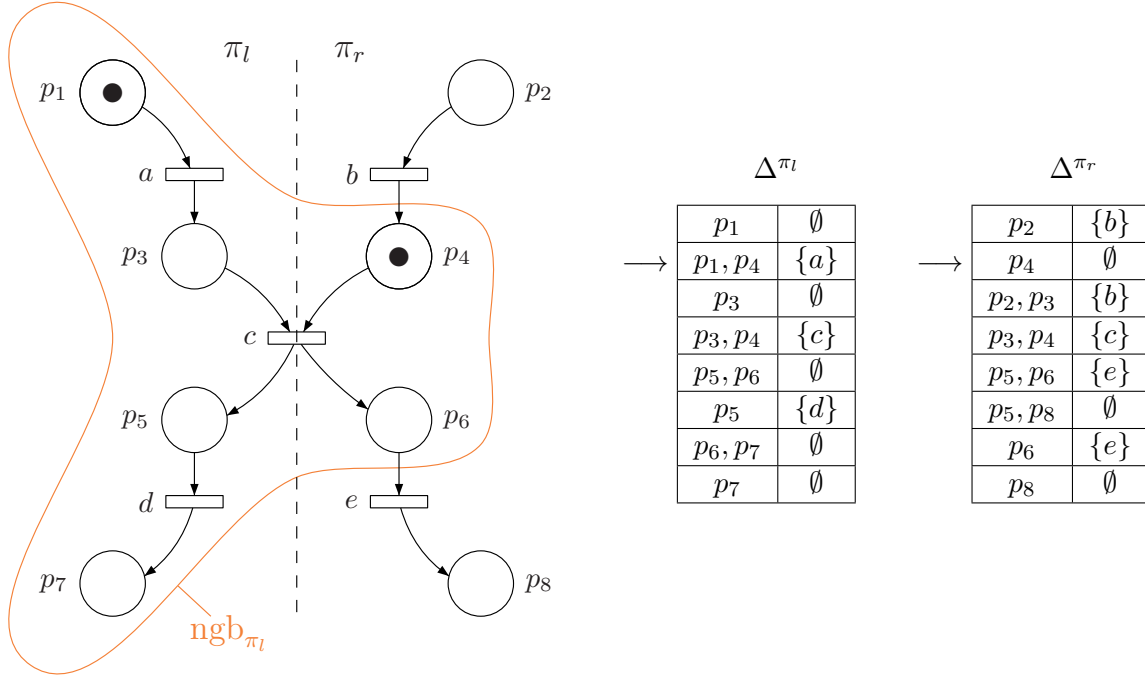 π_l π_r
p_1 p_2
a b
p_3 p_4
c
p_5 p_6
d e
p_7 p_8
ngb_{π_l}
Δ^{π_l}
p_1 ∅
p_1, p_4 {a}
p_3 ∅
p_3, p_4 {c}
p_5, p_6 ∅
p_5 {d}
p_6, p_7 ∅
p_7 ∅
Δ^{π_r}
p_2 {b}
p_4 ∅
p_2, p_3 {b}
p_3, p_4 {c}
p_5, p_6 {e}
p_5, p_8 ∅
p_6 {e}
p_8 ∅